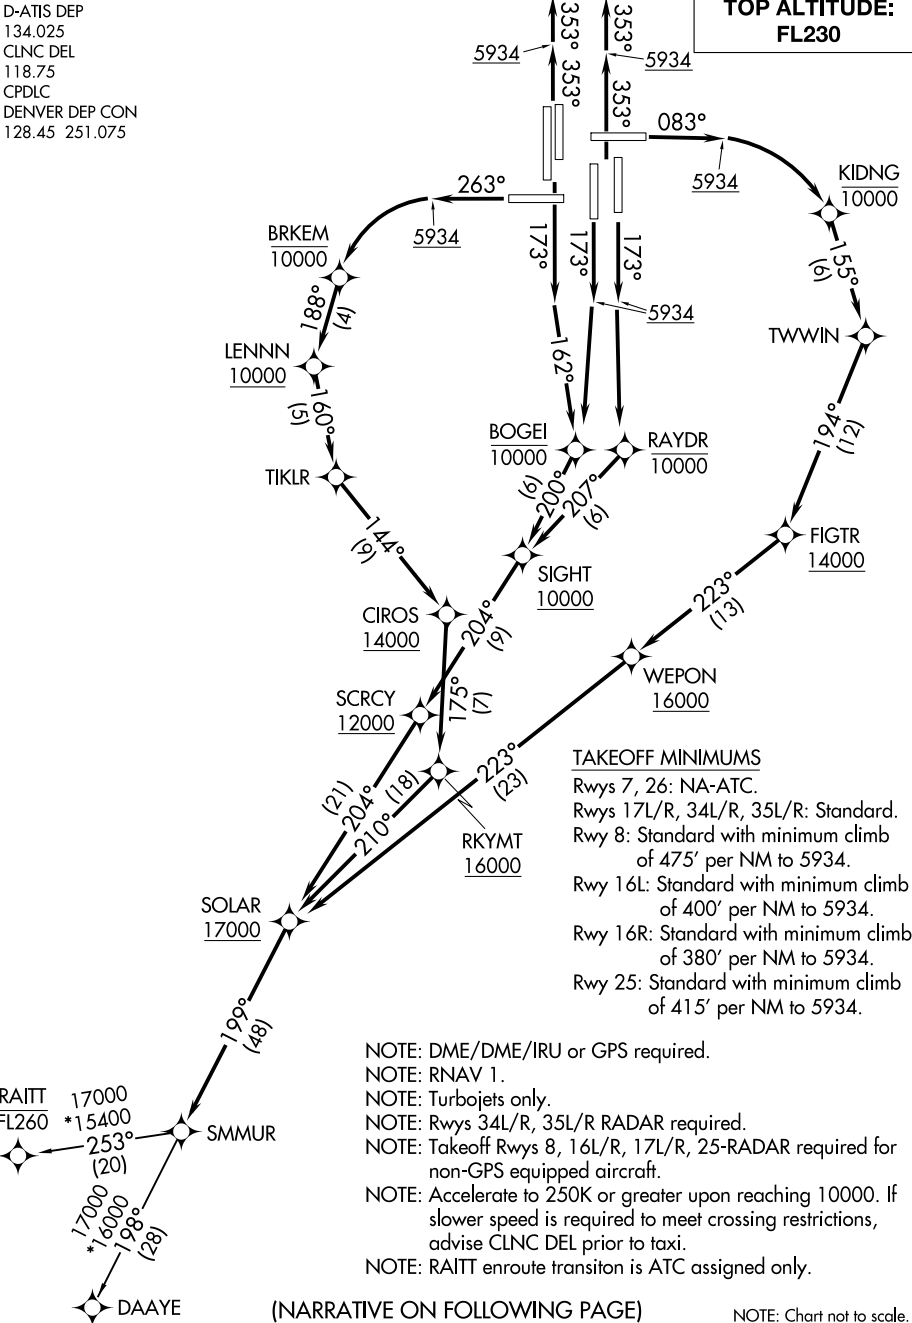 D-ATIS DEP
134.025
CLNC DEL
118.75
CPDLC
DENVER DEP CON
128.45 251.075
TOP ALTITUDE:
FL230
353°
353°
5934
5934
353°
353°
083°
5934
KIDNG
10000
263°
5934
BRKEM
10000
173°
173°
173°
155°
(6)
188°
(4)
5934
TWWIN
LENNN
10000
162°
160°
(5)
194°
(12)
BOGEI
10000
RAYDR
10000
TIKLR
(6)
200°
207°
(6)
144°
(9)
FIGTR
14000
SIGHT
10000
223°
(13)
CIROS
14000
204°
(9)
WEPON
16000
SCRCY
12000
175°
(7)
223°
(23)
(21)
204°
(18)
210°
RKYMT
16000
TAKEOFF MINIMUMS
Rwys 7, 26: NA-ATC.
Rwys 17L/R, 34L/R, 35L/R: Standard.
Rwy 8: Standard with minimum climb
of 475' per NM to 5934.
Rwy 16L: Standard with minimum climb
of 400' per NM to 5934.
Rwy 16R: Standard with minimum climb
of 380' per NM to 5934.
Rwy 25: Standard with minimum climb
of 415' per NM to 5934.
SOLAR
17000
199°
(48)
NOTE: DME/DME/IRU or GPS required.
NOTE: RNAV 1.
NOTE: Turbojets only.
NOTE: Rwys 34L/R, 35L/R RADAR required.
NOTE: Takeoff Rwys 8, 16L/R, 17L/R, 25-RADAR required for
non-GPS equipped aircraft.
NOTE: Accelerate to 250K or greater upon reaching 10000. If
slower speed is required to meet crossing restrictions,
advise CLNC DEL prior to taxi.
NOTE: RAITT enroute transiton is ATC assigned only.
RAITT
FL260
17000
*15400
253°
(20)
SMMUR
17000
*16000
198°
(28)
DAAYE
(NARRATIVE ON FOLLOWING PAGE)
NOTE: Chart not to scale.